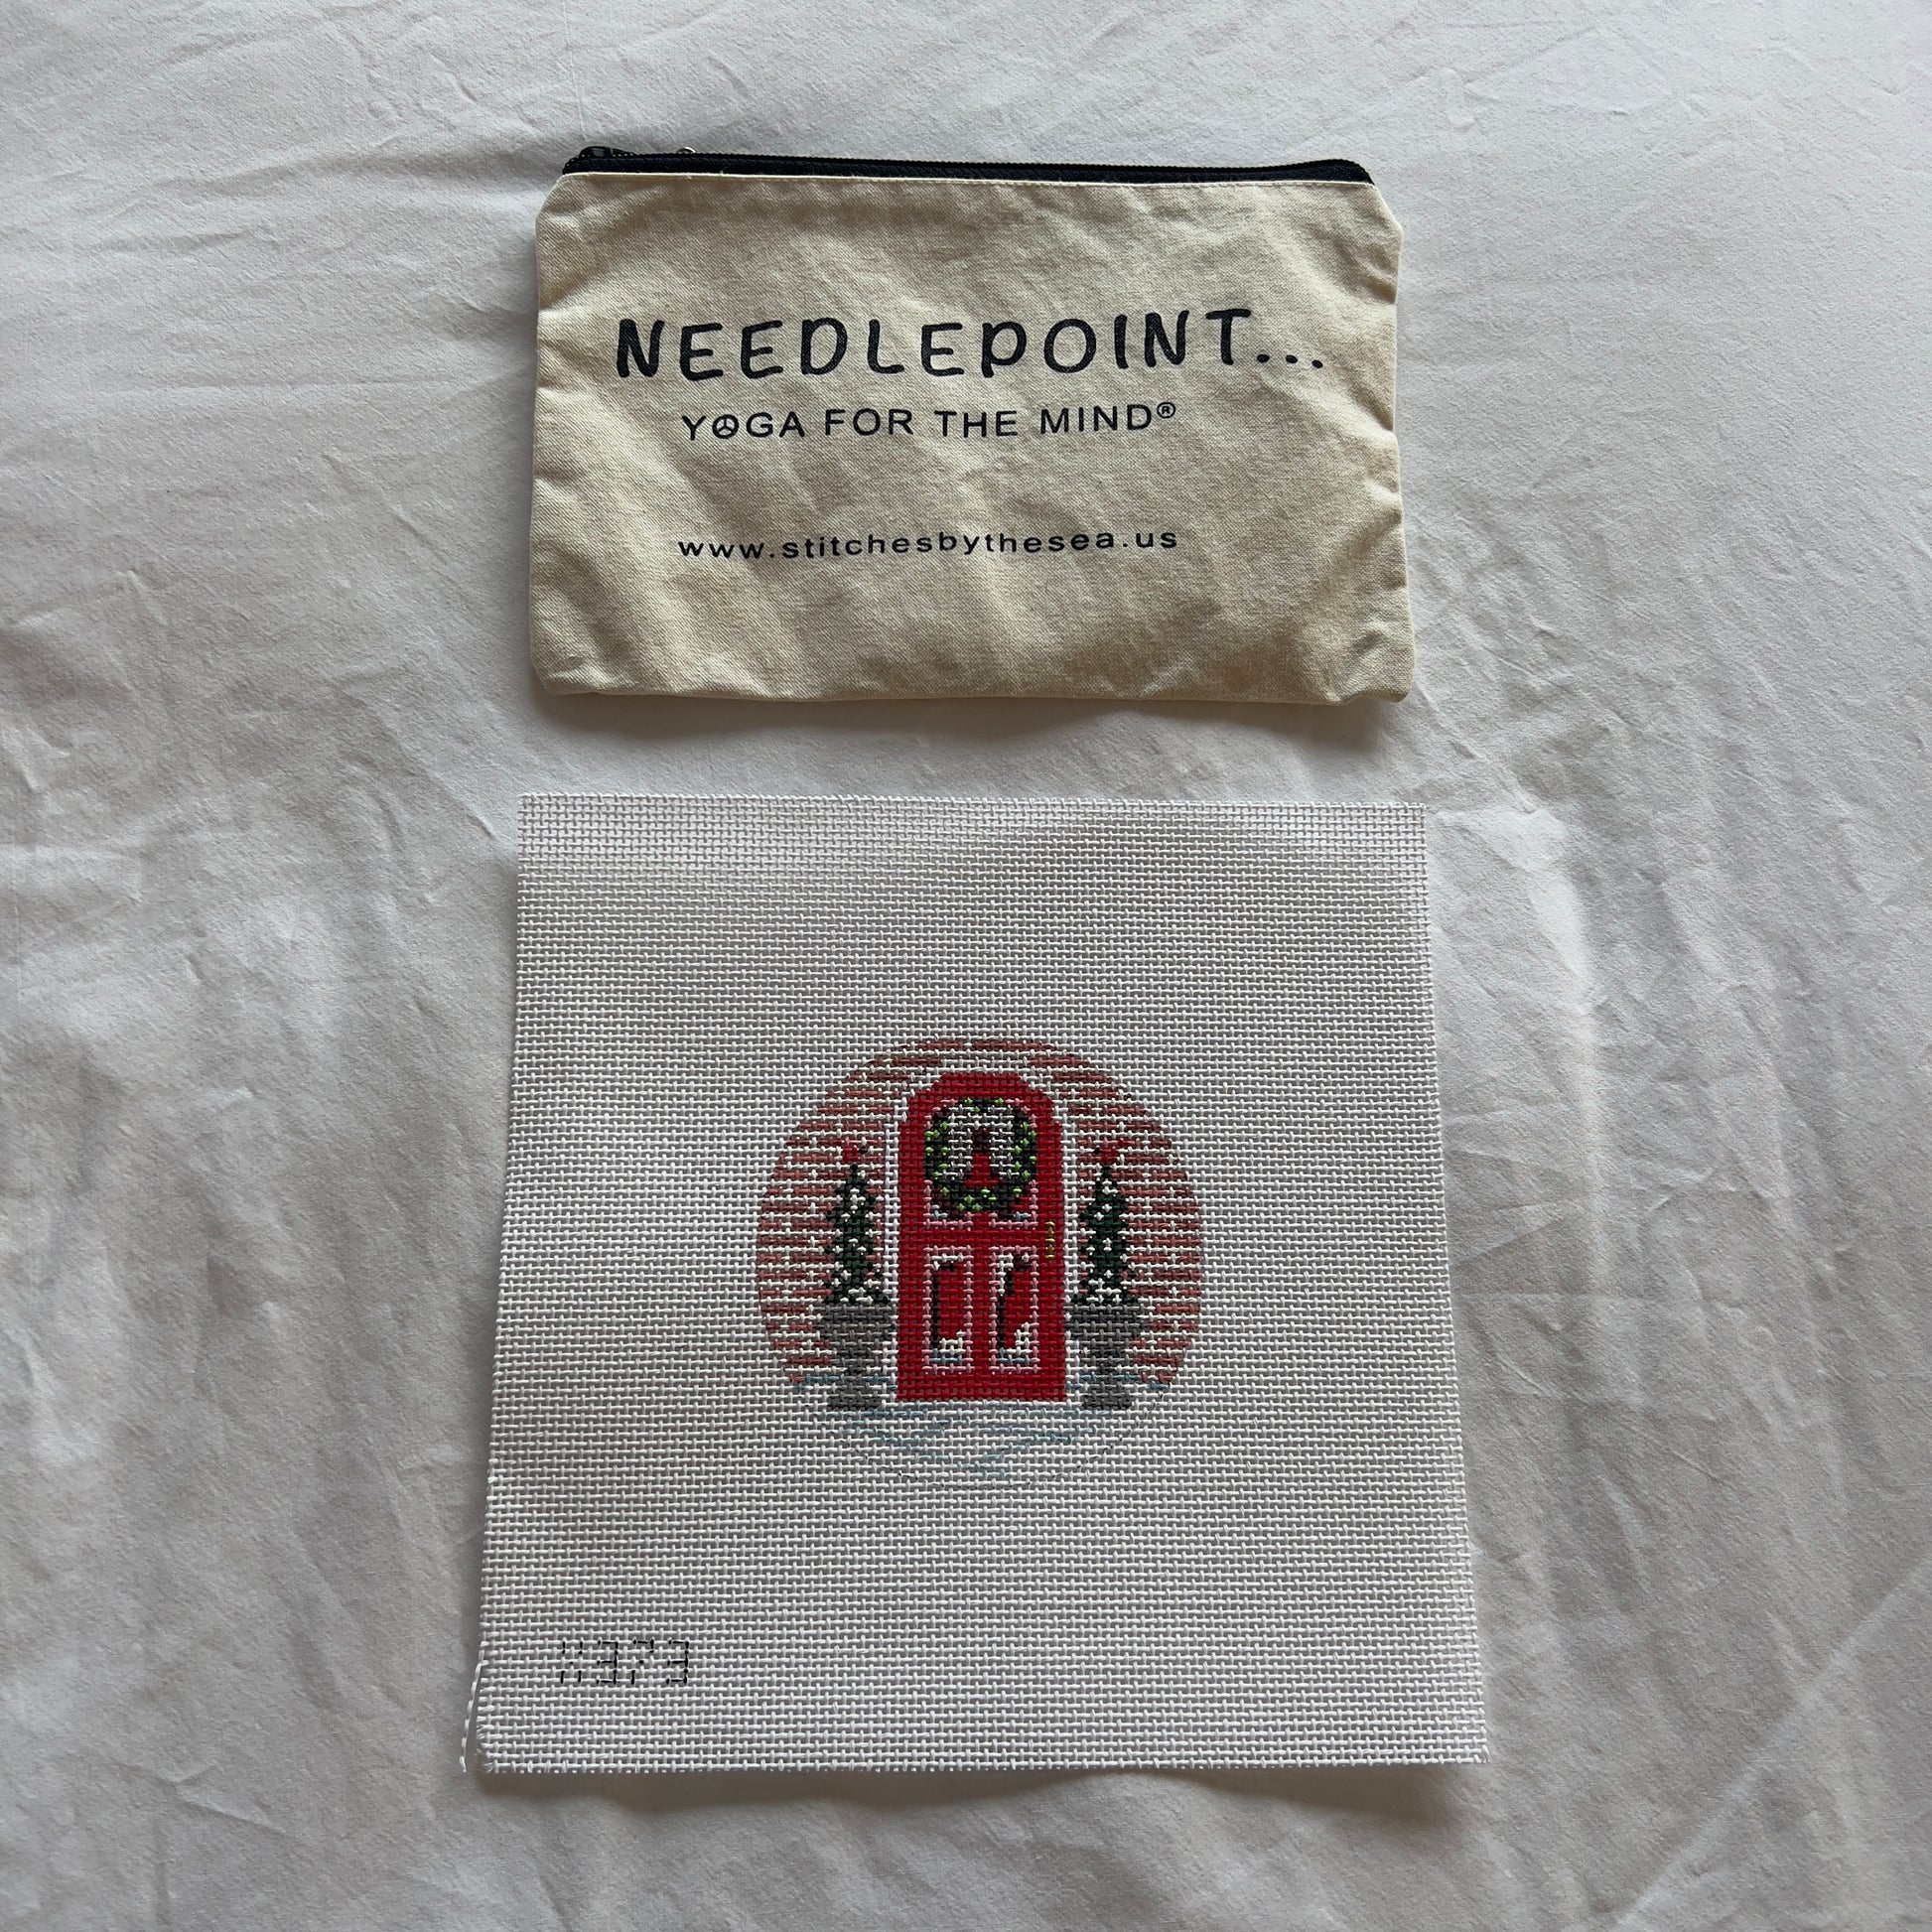 NEEDLEPOINT...
YOGA FOR THE MIND®
www.stitchesbythesea.us